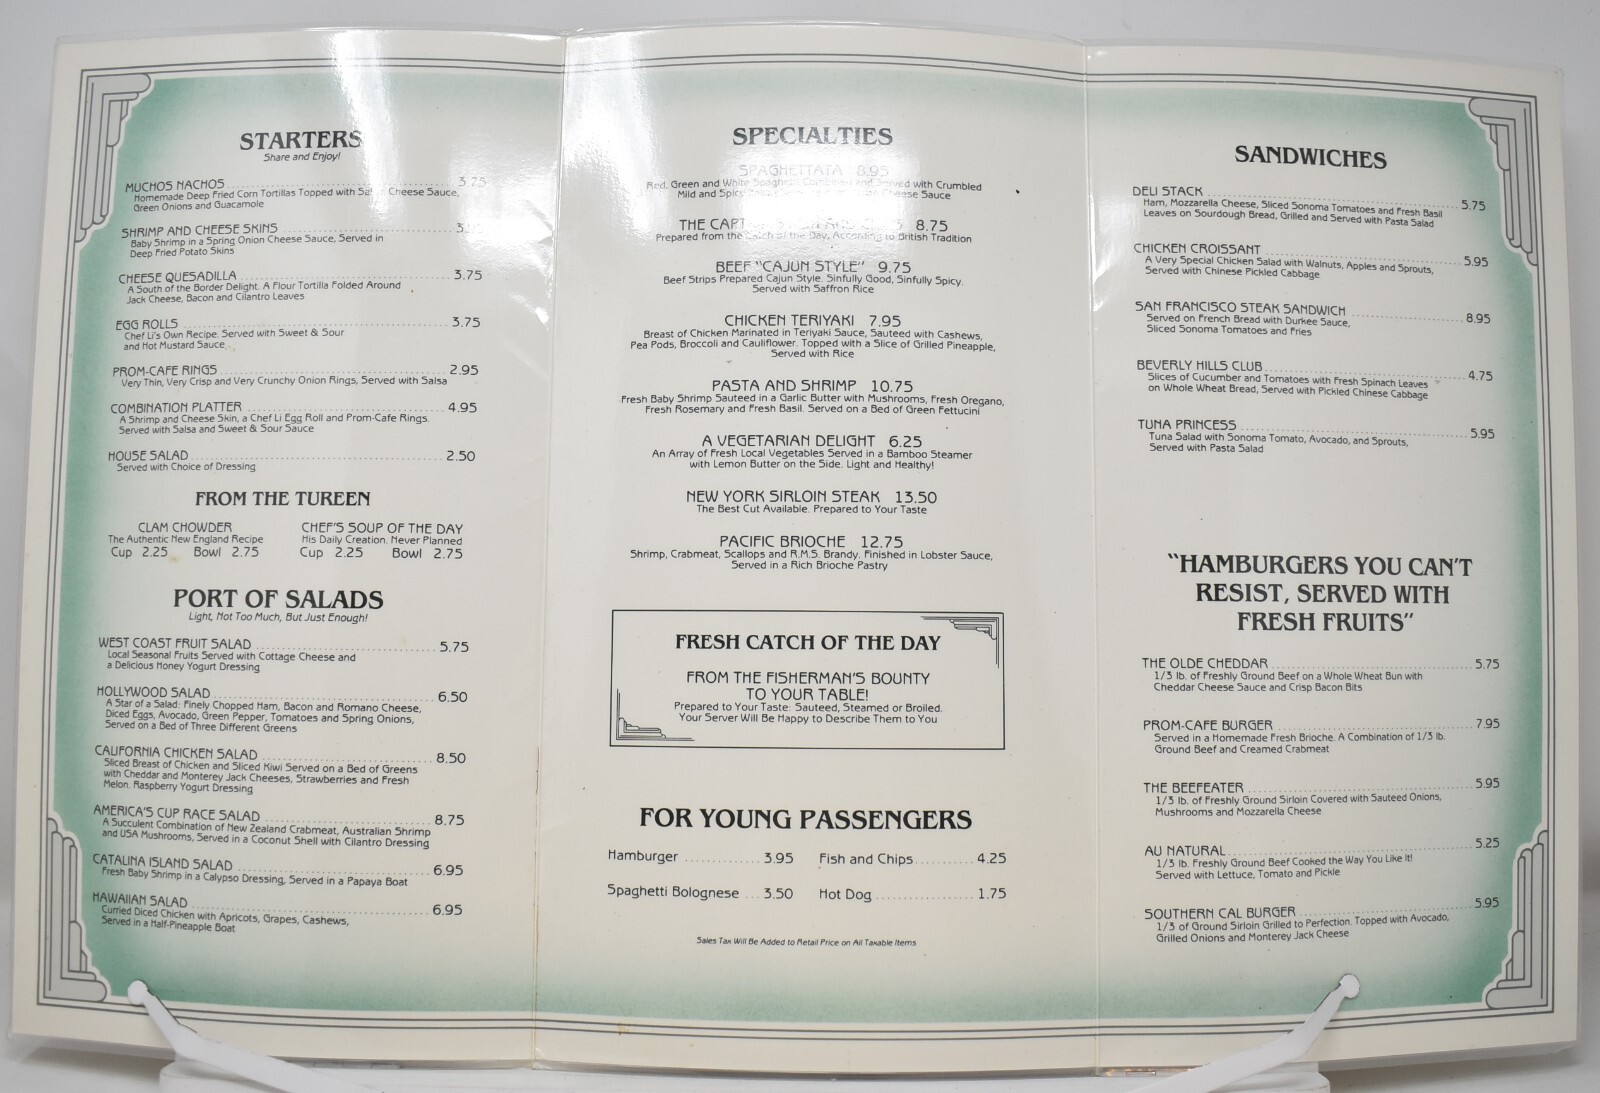 STARTERS
Share and Enjoy!
MUCHOS NACHOS 3.75
Homemade Deep Fried Corn Tortillas Topped with Salsa, Cheese Sauce,
Green Onions and Guacamole
SHRIMP AND CHEESE SKINS
Baby Shrimp in a Spring Onion Cheese Sauce, Served in
Deep Fried Potato Skins
CHEESE QUESADILLA 3.75
A South of the Border Delight. A Flour Tortilla Folded Around
Jack Cheese, Bacon and Cilantro Leaves
EGG ROLLS 3.75
Chef Li's Own Recipe. Served with Sweet & Sour
and Hot Mustard Sauce
PROM-CAFE RINGS 2.95
Very Thin, Very Crisp and Very Crunchy Onion Rings, Served with Salsa
COMBINATION PLATTER 4.95
A Shrimp and Cheese Skin, a Chef Li Egg Roll and Prom-Cafe Rings.
Served with Salsa and Sweet & Sour Sauce
HOUSE SALAD 2.50
Served with Choice of Dressing
FROM THE TUREEN
CLAM CHOWDER
The Authentic New England Recipe
Cup 2.25 Bowl 2.75
CHEF'S SOUP OF THE DAY
His Daily Creation. Never Planned
Cup 2.25 Bowl 2.75
PORT OF SALADS
Light, Not Too Much, But Just Enough!
WEST COAST FRUIT SALAD 5.75
Local Seasonal Fruits Served with Cottage Cheese and
a Delicious Honey Yogurt Dressing
HOLLYWOOD SALAD 6.50
A Star of a Salad: Finely Chopped Ham, Bacon and Romano Cheese,
Diced Eggs, Avocado, Green Pepper, Tomatoes and Spring Onions,
Served on a Bed of Three Different Greens
CALIFORNIA CHICKEN SALAD 8.50
Sliced Breast of Chicken and Sliced Kiwi Served on a Bed of Greens
with Cheddar and Monterey Jack Cheeses, Strawberries and Fresh
Melon. Raspberry Yogurt Dressing
AMERICA'S CUP RACE SALAD 8.75
A Succulent Combination of New Zealand Crabmeat, Australian Shrimp
and USA Mushrooms, Served in a Coconut Shell with Cilantro Dressing
CATALINA ISLAND SALAD 6.95
Fresh Baby Shrimp in a Calypso Dressing, Served in a Papaya Boat
HAWAIIAN SALAD 6.95
Curried Diced Chicken with Apricots, Grapes, Cashews,
Served in a Half-Pineapple Boat
SPECIALTIES
SPAGHETTATA 8.95
Red, Green and White Spaghetti Combined and Served with Crumbled
Mild and Spicy Cheese Sauce
THE 8.75
Prepared from the Catch of the Day, According to British Tradition
BEEF "CAJUN STYLE" 9.75
Beef Strips Prepared Cajun Style. Sinfully Good, Sinfully Spicy.
Served with Saffron Rice
CHICKEN TERIYAKI 7.95
Breast of Chicken Marinated in Teriyaki Sauce, Sauteed with Cashews,
Pea Pods, Broccoli and Cauliflower. Topped with a Slice of Grilled Pineapple,
Served with Rice
PASTA AND SHRIMP 10.75
Fresh Baby Shrimp Sauteed in a Garlic Butter with Mushrooms, Fresh Oregano,
Fresh Rosemary and Fresh Basil. Served on a Bed of Green Fettucini
A VEGETARIAN DELIGHT 6.25
An Array of Fresh Local Vegetables Served in a Bamboo Steamer
with Lemon Butter on the Side. Light and Healthy!
NEW YORK SIRLOIN STEAK 13.50
The Best Cut Available. Prepared to Your Taste
PACIFIC BRIOCHE 12.75
Shrimp, Crabmeat, Scallops and R.M.S. Brandy. Finished in Lobster Sauce,
Served in a Rich Brioche Pastry
FRESH CATCH OF THE DAY
FROM THE FISHERMAN'S BOUNTY
TO YOUR TABLE!
Prepared to Your Taste: Sauteed, Steamed or Broiled.
Your Server Will Be Happy to Describe Them to You
FOR YOUNG PASSENGERS
Hamburger 3.95 Fish and Chips 4.25
Spaghetti Bolognese 3.50 Hot Dog 1.75
Sales Tax Will Be Added to Retail Price on All Taxable Items
SANDWICHES
DELI STACK 5.75
Ham, Mozzarella Cheese, Sliced Sonoma Tomatoes and Fresh Basil
Leaves on Sourdough Bread, Grilled and Served with Pasta Salad
CHICKEN CROISSANT 5.95
A Very Special Chicken Salad with Walnuts, Apples and Sprouts,
Served with Chinese Pickled Cabbage
SAN FRANCISCO STEAK SANDWICH 8.95
Served on French Bread with Durkee Sauce,
Sliced Sonoma Tomatoes and Fries
BEVERLY HILLS CLUB 4.75
Slices of Cucumber and Tomatoes with Fresh Spinach Leaves
on Whole Wheat Bread, Served with Pickled Chinese Cabbage
TUNA PRINCESS 5.95
Tuna Salad with Sonoma Tomato, Avocado, and Sprouts,
Served with Pasta Salad
"HAMBURGERS YOU CAN'T
RESIST, SERVED WITH
FRESH FRUITS"
THE OLDE CHEDDAR 5.75
1/3 lb. of Freshly Ground Beef on a Whole Wheat Bun with
Cheddar Cheese Sauce and Crisp Bacon Bits
PROM-CAFE BURGER 7.95
Served in a Homemade Fresh Brioche. A Combination of 1/3 lb.
Ground Beef and Creamed Crabmeat
THE BEEFEATER 5.95
1/3 lb. of Freshly Ground Sirloin Covered with Sauteed Onions,
Mushrooms and Mozzarella Cheese
AU NATURAL 5.25
1/3 lb. Freshly Ground Beef Cooked the Way You Like It!
Served with Lettuce, Tomato and Pickle
SOUTHERN CAL BURGER 5.95
1/3 of Ground Sirloin Grilled to Perfection. Topped with Avocado,
Grilled Onions and Monterey Jack Cheese